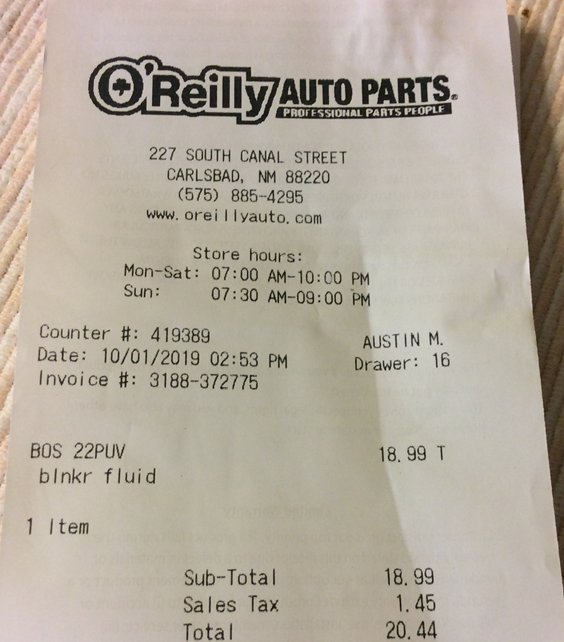 O'Reilly AUTO PARTS®
PROFESSIONAL PARTS PEOPLE
227 SOUTH CANAL STREET
CARLSBAD, NM 88220
(575) 885-4295
www.oreillyauto.com
Store hours:
Mon-Sat: 07:00 AM-10:00 PM
Sun: 07:30 AM-09:00 PM
Counter #: 419389 AUSTIN M.
Date: 10/01/2019 02:53 PM Drawer: 16
Invoice #: 3188-372775
BOS 22PUV 18.99 T
blnkr fluid
1 Item
Sub-Total 18.99
Sales Tax 1.45
Total 20.44